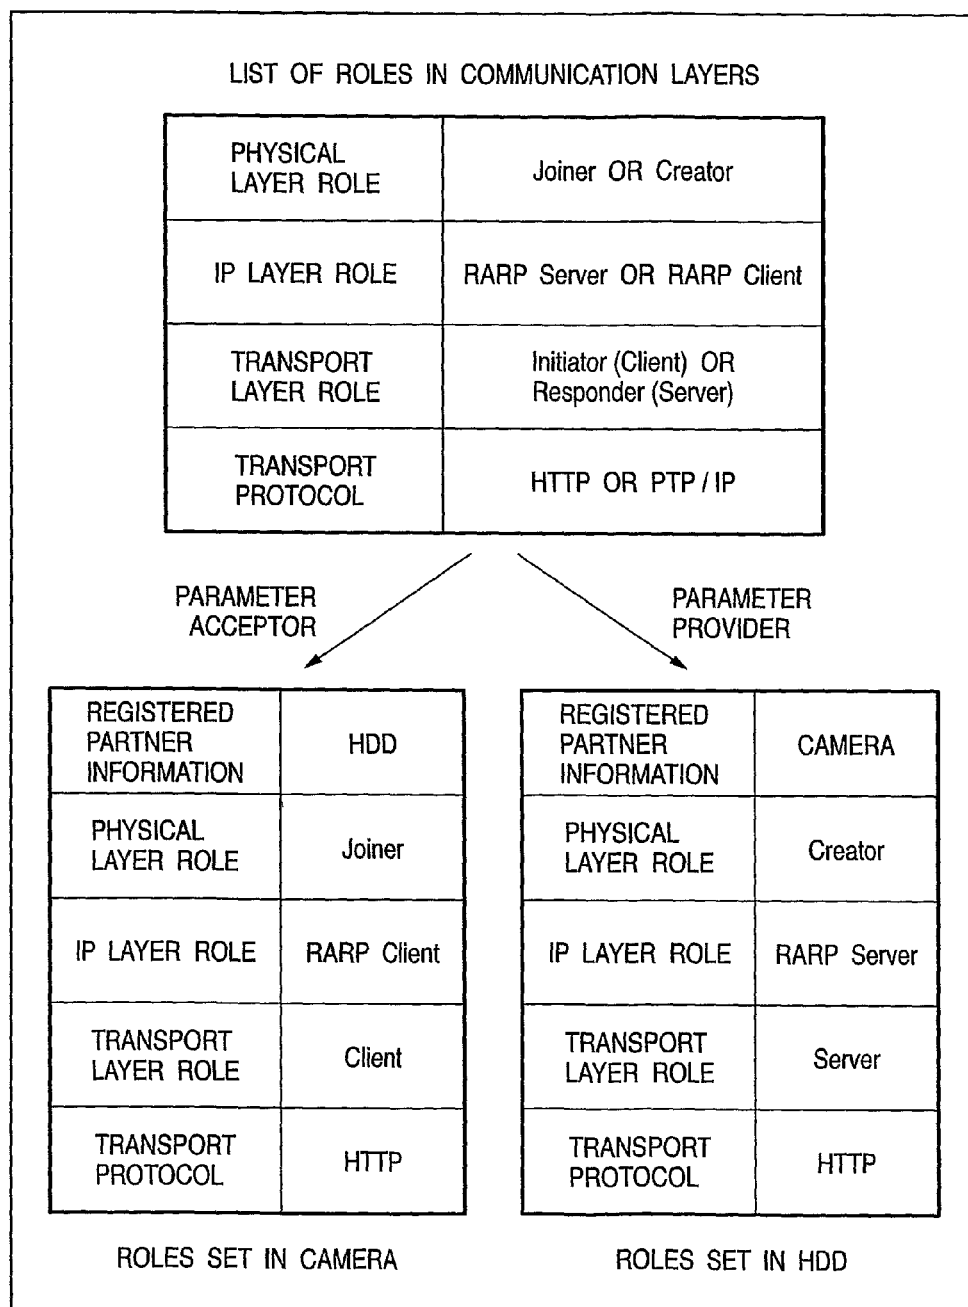 LIST OF ROLES IN COMMUNICATION LAYERS
PHYSICAL
LAYER ROLE
Joiner OR Creator
IP LAYER ROLE
RARP Server OR RARP Client
TRANSPORT
LAYER ROLE
Initiator (Client) OR
Responder (Server)
TRANSPORT
PROTOCOL
HTTP OR PTP / IP
PARAMETER
ACCEPTOR
PARAMETER
PROVIDER
REGISTERED
PARTNER
INFORMATION
HDD
PHYSICAL
LAYER ROLE
Joiner
IP LAYER ROLE
RARP Client
TRANSPORT
LAYER ROLE
Client
TRANSPORT
PROTOCOL
HTTP
ROLES SET IN CAMERA
REGISTERED
PARTNER
INFORMATION
CAMERA
PHYSICAL
LAYER ROLE
Creator
IP LAYER ROLE
RARP Server
TRANSPORT
LAYER ROLE
Server
TRANSPORT
PROTOCOL
HTTP
ROLES SET IN HDD